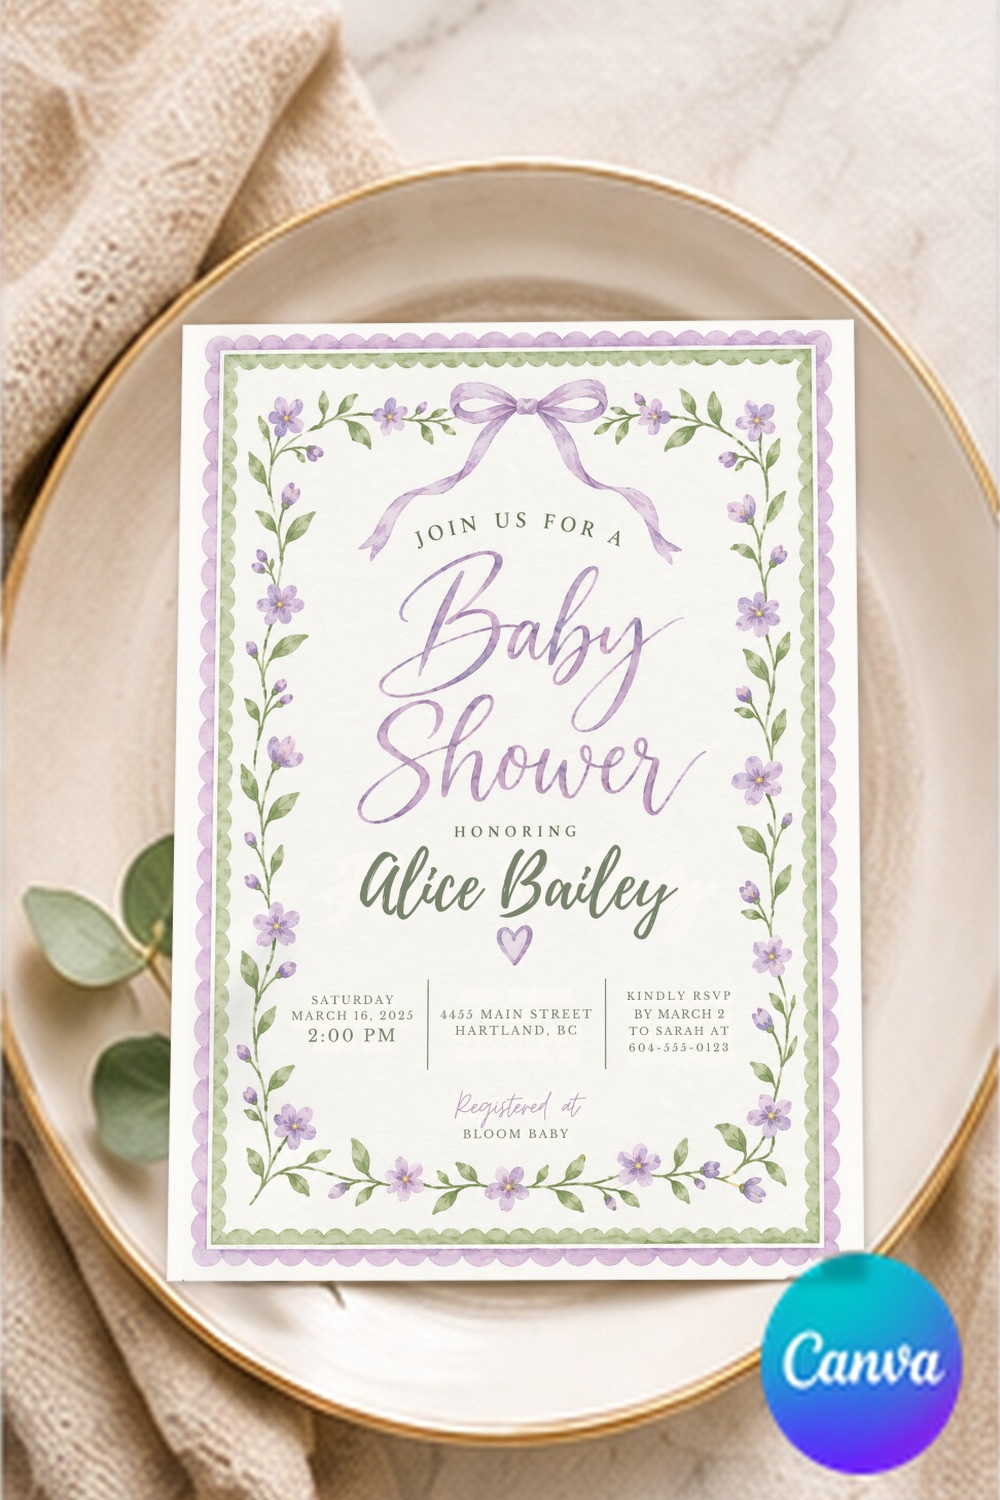 JOIN US FOR A
Baby
Shower
HONORING
Alice Bailey
SATURDAY
MARCH 16, 2025
2:00 PM
4455 MAIN STREET
HARTLAND, BC
KINDLY RSVP
BY MARCH 2
TO SARAH AT
604-555-0123
Registered at
BLOOM BABY
Canva